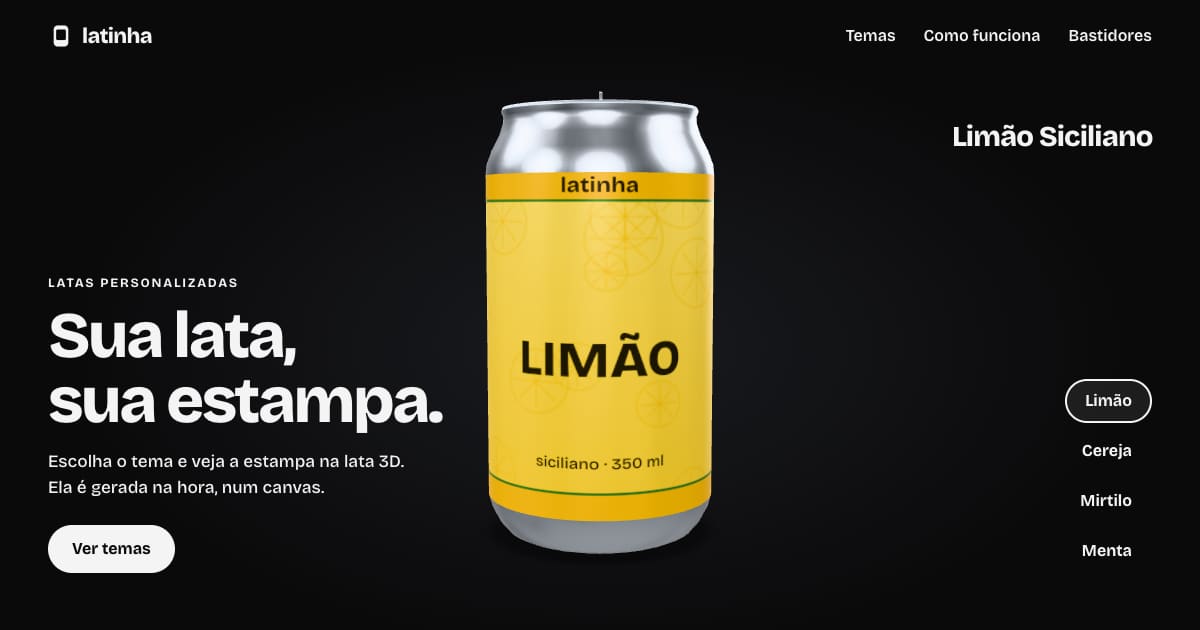 latinha
Temas
Como funciona
Bastidores
Limão Siciliano
latinha
LIMÃO
siciliano · 350 ml
LATAS PERSONALIZADAS
Sua lata,
sua estampa.
Escolha o tema e veja a estampa na lata 3D.
Ela é gerada na hora, num canvas.
Ver temas
Limão
Cereja
Mirtilo
Menta